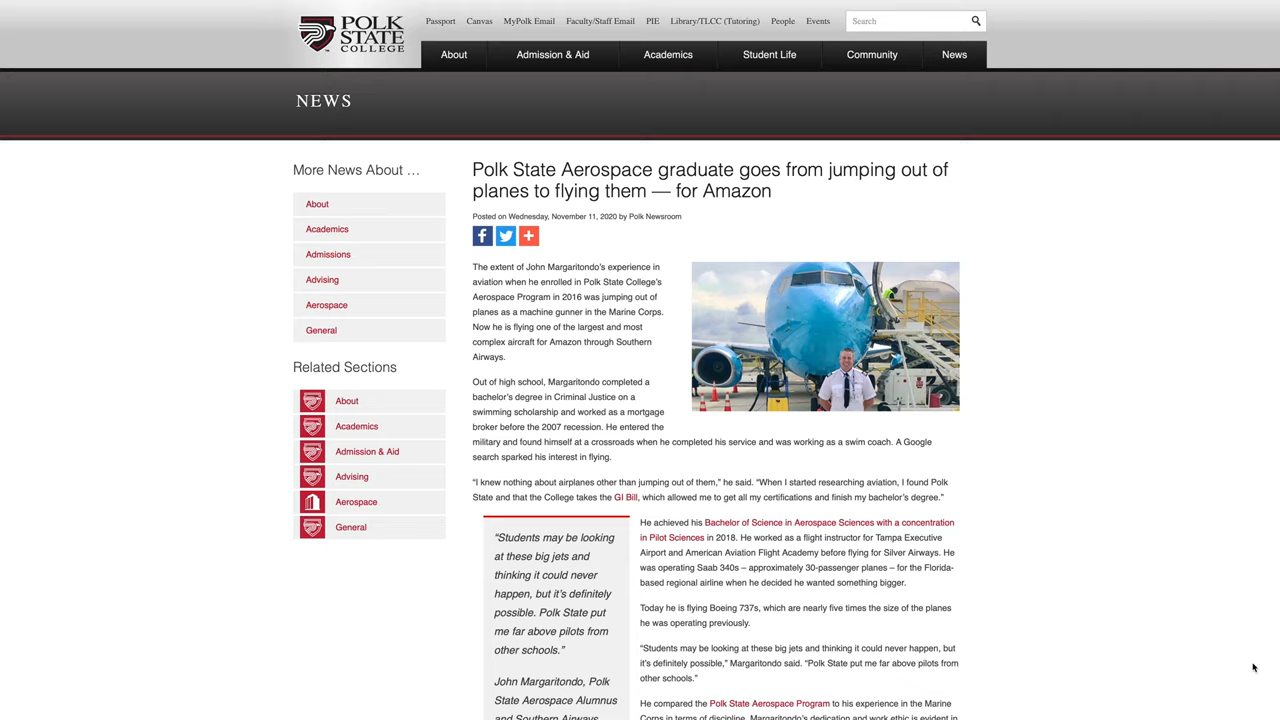 POLK
STATE
COLLEGE
Passport Canvas MyPolk Email Faculty/Staff Email PIE Library/TLCC (Tutoring) People Events Search
About Admission & Aid Academics Student Life Community News
NEWS
More News About …
About
Academics
Admissions
Advising
Aerospace
General
Related Sections
About
Academics
Admission & Aid
Advising
Aerospace
General
Polk State Aerospace graduate goes from jumping out of
planes to flying them — for Amazon
Posted on Wednesday, November 11, 2020 by Polk Newsroom
The extent of John Margaritondo's experience in
aviation when he enrolled in Polk State College's
Aerospace Program in 2016 was jumping out of
planes as a machine gunner in the Marine Corps.
Now he is flying one of the largest and most
complex aircraft for Amazon through Southern
Airways.
Out of high school, Margaritondo completed a
bachelor's degree in Criminal Justice on a
swimming scholarship and worked as a mortgage
broker before the 2007 recession. He entered the
military and found himself at a crossroads when he completed his service and was working as a swim coach. A Google
search sparked his interest in flying.
“I knew nothing about airplanes other than jumping out of them,” he said. “When I started researching aviation, I found Polk
State and that the College takes the GI Bill, which allowed me to get all my certifications and finish my bachelor's degree.”
“Students may be looking
at these big jets and
thinking it could never
happen, but it's definitely
possible. Polk State put
me far above pilots from
other schools.”
John Margaritondo, Polk
State Aerospace Alumnus
and Southern Airways
He achieved his Bachelor of Science in Aerospace Sciences with a concentration
in Pilot Sciences in 2018. He worked as a flight instructor for Tampa Executive
Airport and American Aviation Flight Academy before flying for Silver Airways. He
was operating Saab 340s – approximately 30-passenger planes – for the Florida-
based regional airline when he decided he wanted something bigger.
Today he is flying Boeing 737s, which are nearly five times the size of the planes
he was operating previously.
“Students may be looking at these big jets and thinking it could never happen, but
it's definitely possible,” Margaritondo said. “Polk State put me far above pilots from
other schools.”
He compared the Polk State Aerospace Program to his experience in the Marine
Corps in terms of discipline. Margaritondo's dedication and work ethic is evident in